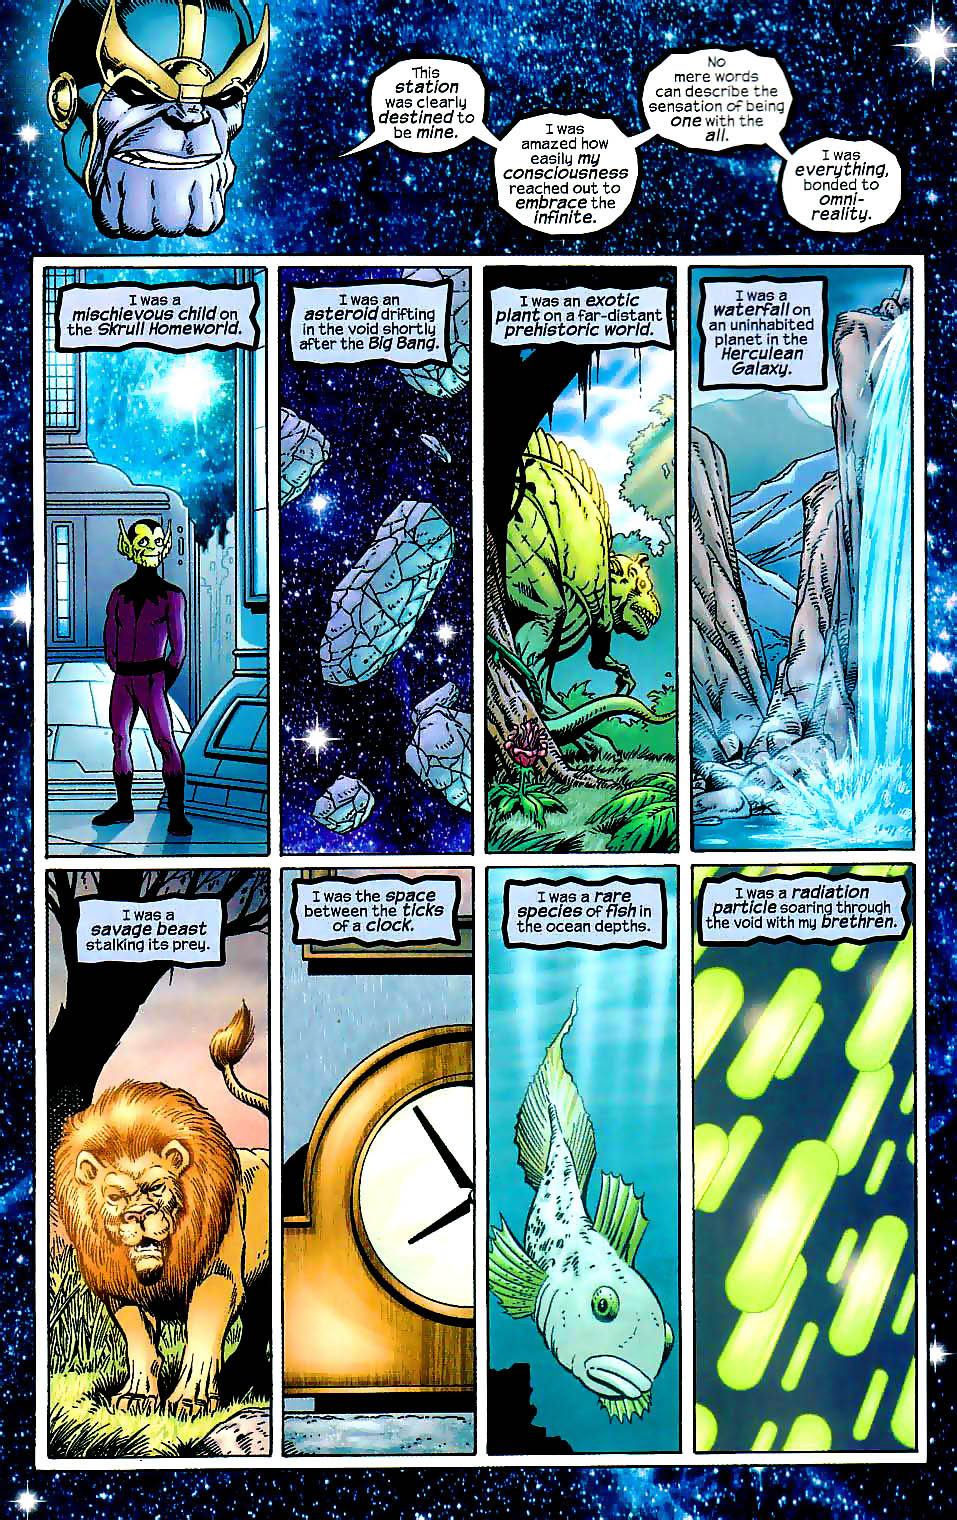 This
station
was clearly
destined to
be mine.
I was
amazed how
easily my
consciousness
reached out to
embrace the
infinite.
No
mere words
can describe the
sensation of being
one with the
all.
I was
everything,
bonded to
omni-
reality.
I was a
mischievous child on
the Skrull Homeworld.
I was an
asteroid drifting
in the void shortly
after the Big Bang.
I was an exotic
plant on a far-distant
prehistoric world.
I was a
waterfall on
an uninhabited
planet in the
Herculean
Galaxy.
I was a
savage beast
stalking its prey.
I was the space
between the ticks
of a clock.
I was a rare
species of fish in
the ocean depths.
I was a radiation
particle soaring through
the void with my brethren.